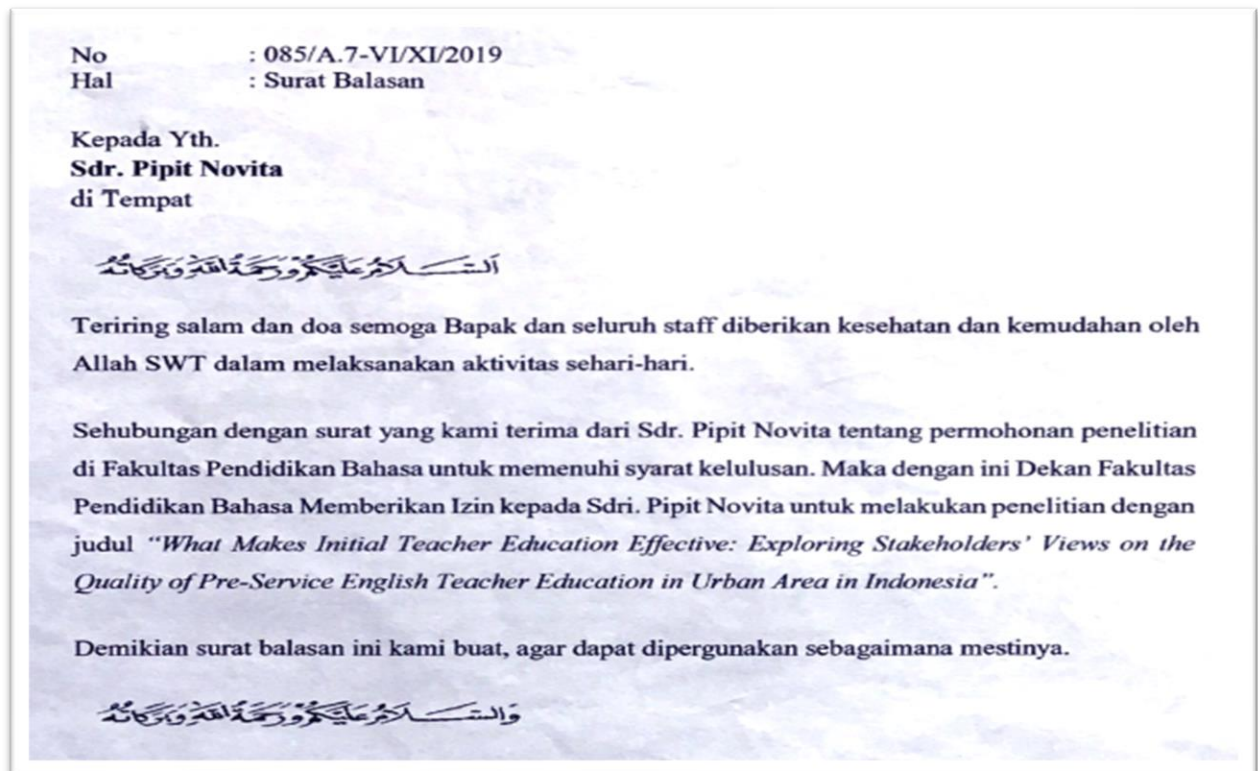 No : 085/A.7-VI/XI/2019
Hal : Surat Balasan
Kepada Yth.
Sdr. Pipit Novita
di Tempat
اَلسَّلَامُ عَلَيْكُمْ وَرَحْمَةُ اللهِ وَبَرَكَاتُهُ
Teriring salam dan doa semoga Bapak dan seluruh staff diberikan kesehatan dan kemudahan oleh
Allah SWT dalam melaksanakan aktivitas sehari-hari.
Sehubungan dengan surat yang kami terima dari Sdr. Pipit Novita tentang permohonan penelitian
di Fakultas Pendidikan Bahasa untuk memenuhi syarat kelulusan. Maka dengan ini Dekan Fakultas
Pendidikan Bahasa Memberikan Izin kepada Sdri. Pipit Novita untuk melakukan penelitian dengan
judul “What Makes Initial Teacher Education Effective: Exploring Stakeholders’ Views on the
Quality of Pre-Service English Teacher Education in Urban Area in Indonesia”.
Demikian surat balasan ini kami buat, agar dapat dipergunakan sebagaimana mestinya.
وَالسَّلَامُ عَلَيْكُمْ وَرَحْمَةُ اللهِ وَبَرَكَاتُهُ